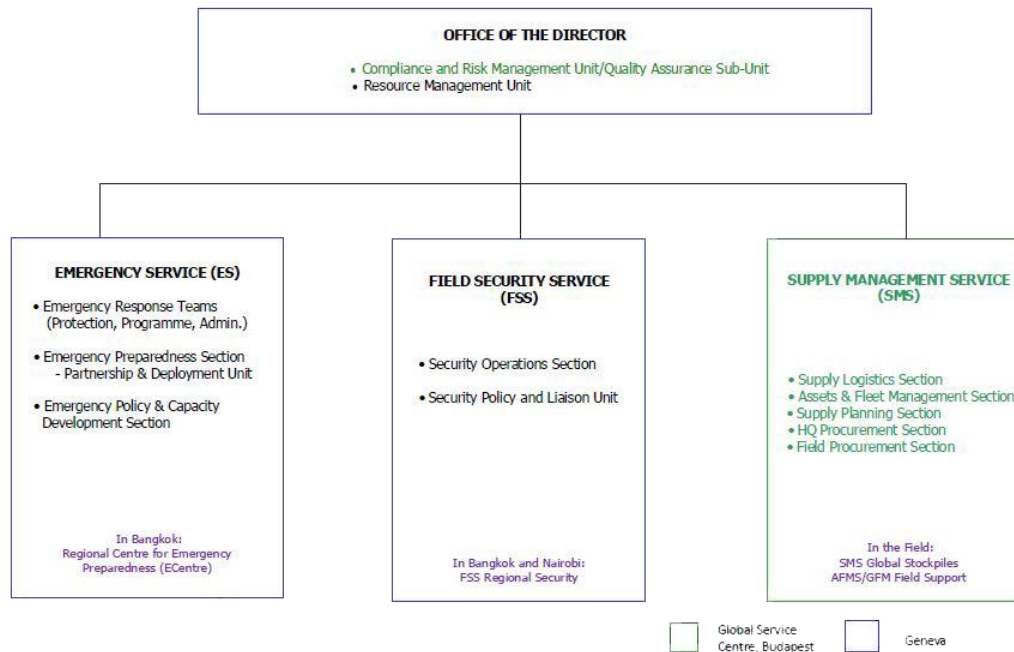 OFFICE OF THE DIRECTOR
• Compliance and Risk Management Unit/Quality Assurance Sub-Unit
• Resource Management Unit
EMERGENCY SERVICE (ES)
• Emergency Response Teams
(Protection, Programme, Admin.)
• Emergency Preparedness Section
- Partnership & Deployment Unit
• Emergency Policy & Capacity
Development Section
In Bangkok:
Regional Centre for Emergency
Preparedness (ECentre)
FIELD SECURITY SERVICE
(FSS)
• Security Operations Section
• Security Policy and Liaison Unit
In Bangkok and Nairobi:
FSS Regional Security
SUPPLY MANAGEMENT SERVICE
(SMS)
• Supply Logistics Section
• Assets & Fleet Management Section
• Supply Planning Section
• HQ Procurement Section
• Field Procurement Section
In the Field:
SMS Global Stockpiles
AFMS/GFM Field Support
Global Service
Centre, Budapest
Geneva